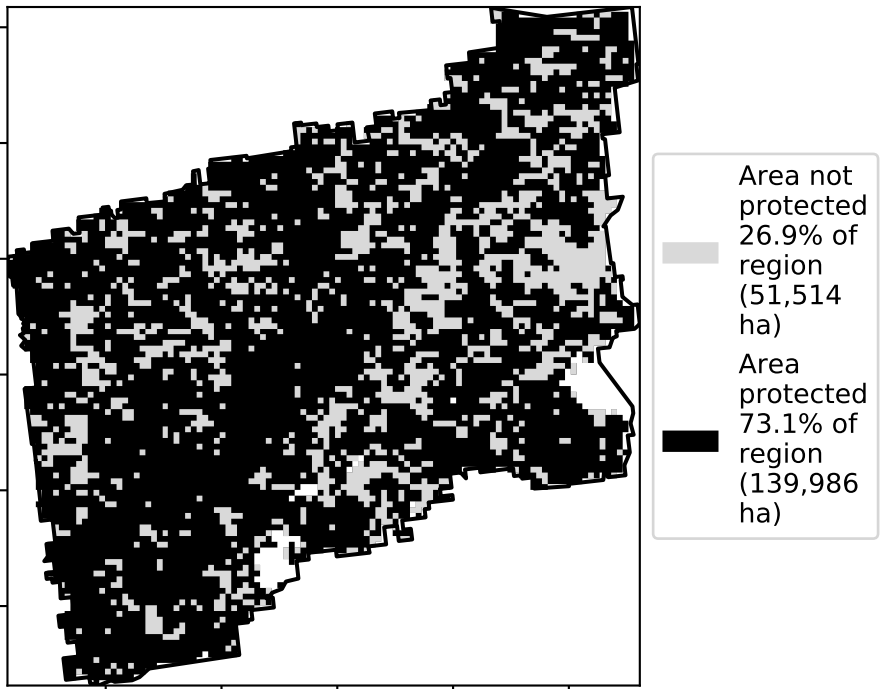 Area not
protected
26.9% of
region
(51,514
ha)
Area
protected
73.1% of
region
(139,986
ha)